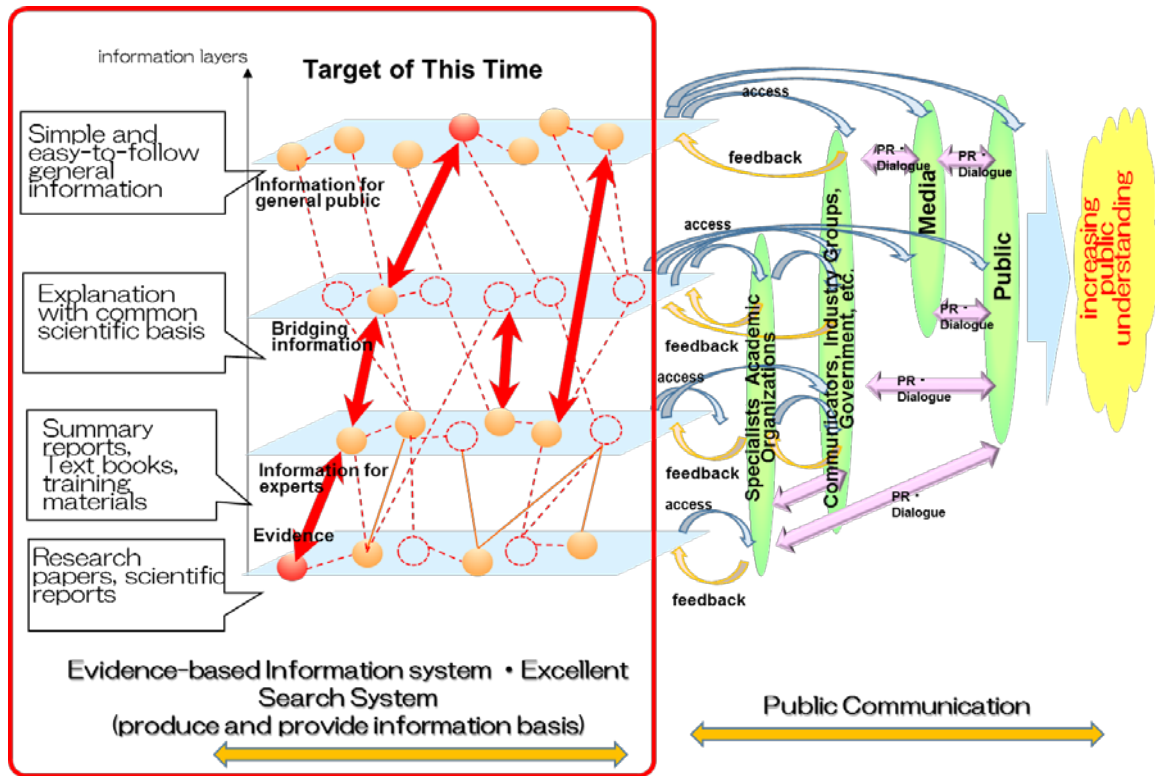 information layers
Target of This Time
Simple and
easy-to-follow
general
information
Information for
general public
Explanation
with common
scientific basis
Bridging
information
Summary
reports,
Text books,
training
materials
Information for
experts
Evidence
Research
papers, scientific
reports
Evidence-based Information system ・Excellent
Search System
(produce and provide information basis)
access
feedback
access
feedback
access
feedback
access
feedback
Specialists Academic
Organizations
Communicators, Industry Groups,
Government, etc.
Media
Public
PR・
Dialogue
PR・
Dialogue
PR・
Dialogue
PR・
Dialogue
PR・
Dialogue
increasing
public
understanding
Public Communication